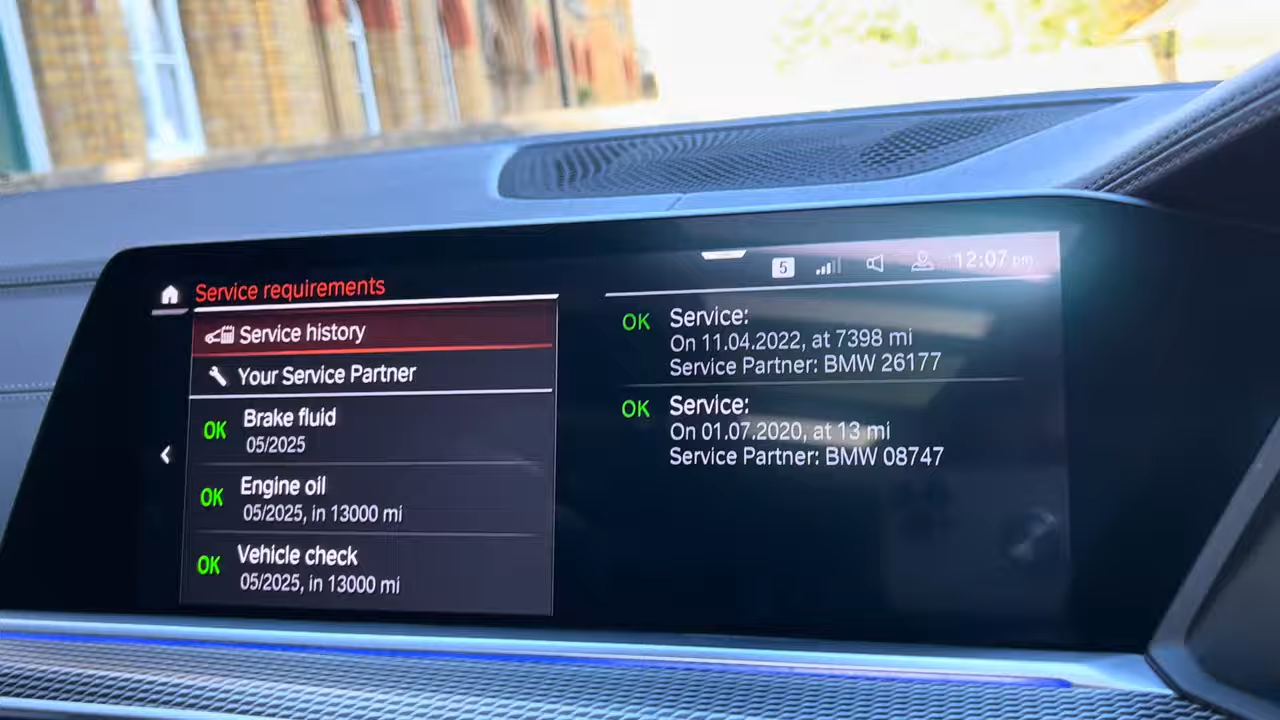 5
12:07 pm
Service requirements
Service history
Your Service Partner
OK Brake fluid
05/2025
OK Engine oil
05/2025, in 13000 mi
OK Vehicle check
05/2025, in 13000 mi
OK Service:
On 11.04.2022, at 7398 mi
Service Partner: BMW 26177
OK Service:
On 01.07.2020, at 13 mi
Service Partner: BMW 08747